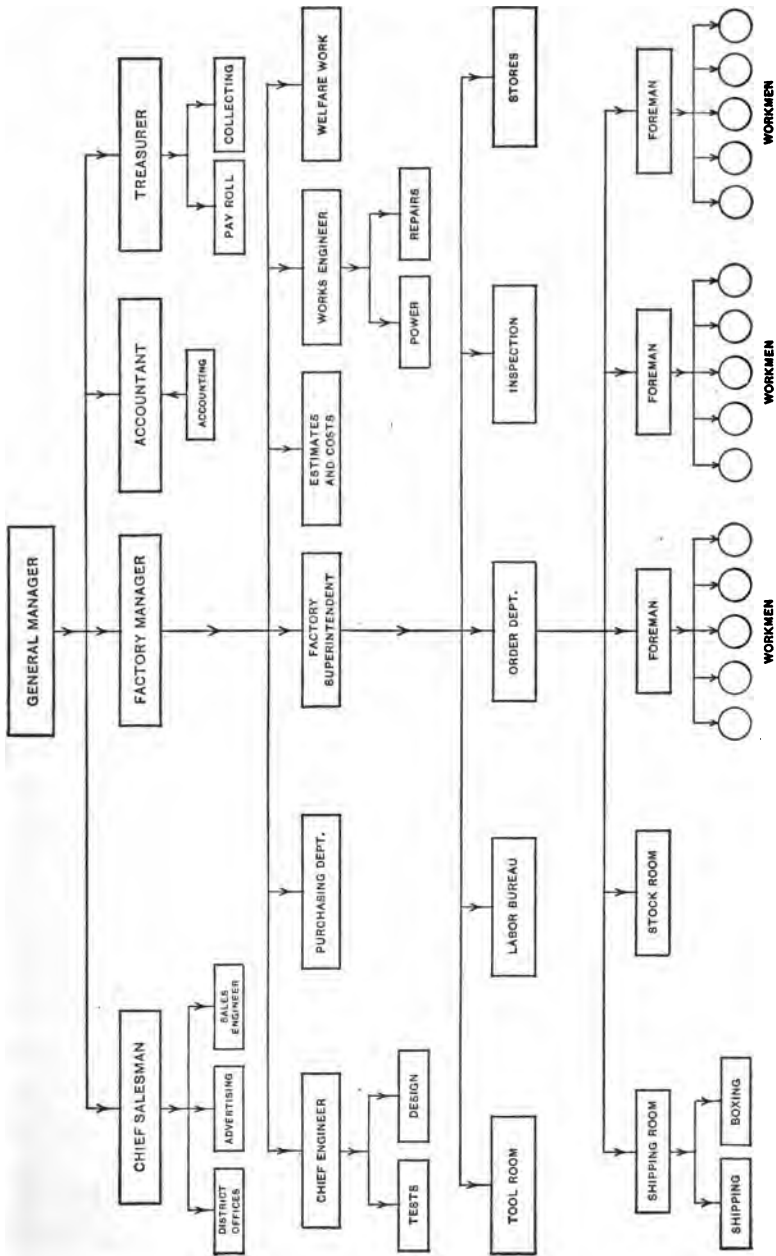 GENERAL MANAGER
CHIEF SALESMAN
FACTORY MANAGER
ACCOUNTANT
TREASURER
DISTRICT
OFFICES
ADVERTISING
SALES
ENGINEER
ACCOUNTING
PAY ROLL
COLLECTING
CHIEF ENGINEER
PURCHASING DEPT.
FACTORY
SUPERINTENDENT
ESTIMATES
AND COSTS
WORKS ENGINEER
WELFARE WORK
TESTS
DESIGN
POWER
REPAIRS
TOOL ROOM
LABOR BUREAU
ORDER DEPT.
INSPECTION
STORES
SHIPPING ROOM
STOCK ROOM
FOREMAN
FOREMAN
FOREMAN
SHIPPING
BOXING
WORKMEN
WORKMEN
WORKMEN